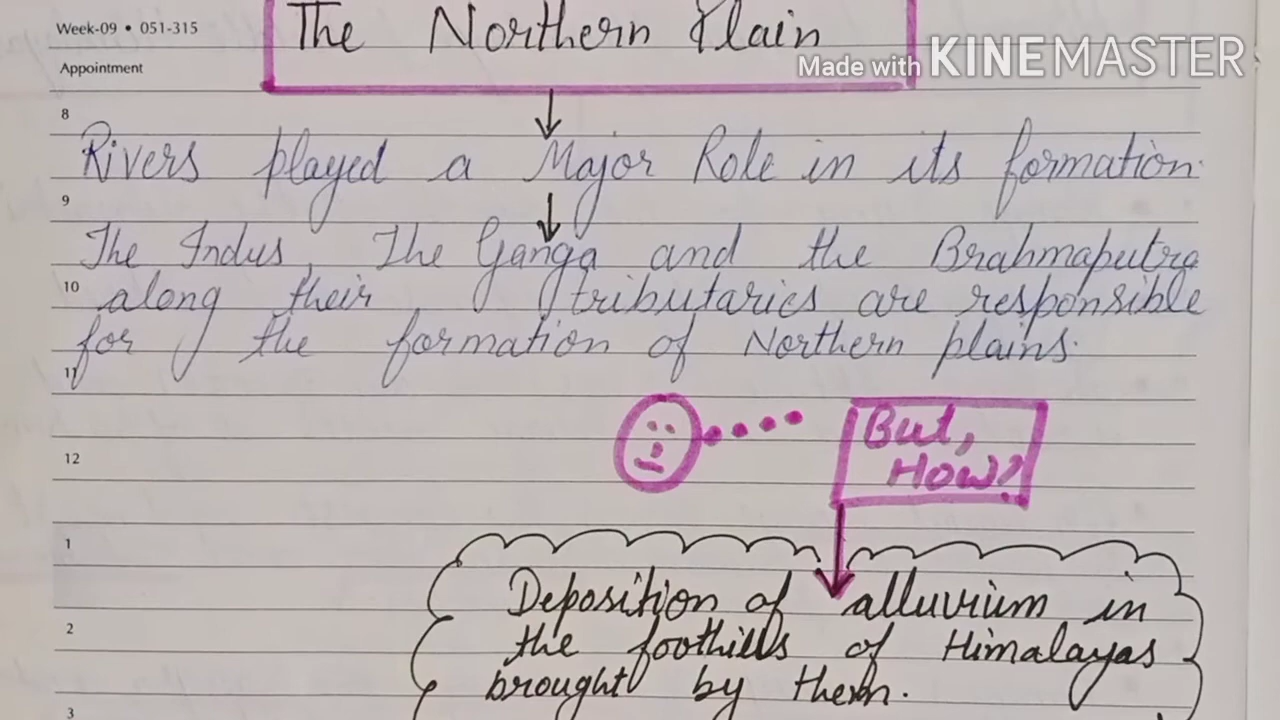 Week-09 • 051-315
The Northern Plain
Made with KINEMASTER
Appointment
8
Rivers played a Major Role in its formation.
9
The Indus, The Ganga and the Brahmaputra
10
along their tributaries are responsible
for the formation of Northern plains.
11
But,
12
How?
1
Deposition of alluvium in
2
the foothills of Himalayas
brought by them.
3